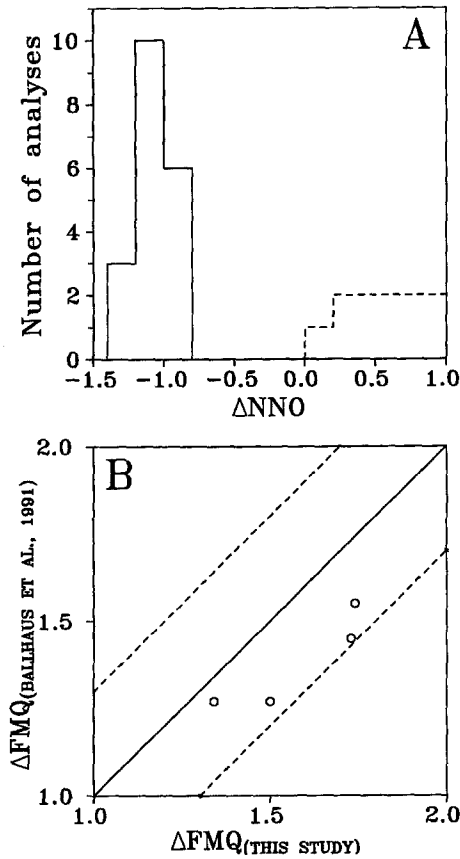 A
Number of analyses
10
8
6
4
2
0
−1.5 −1.0 −0.5 0.0 0.5 1.0
ΔNNO
B
ΔFMQ(BALLHAUS ET AL., 1991)
2.0
1.5
1.0
1.0 1.5 2.0
ΔFMQ(THIS STUDY)